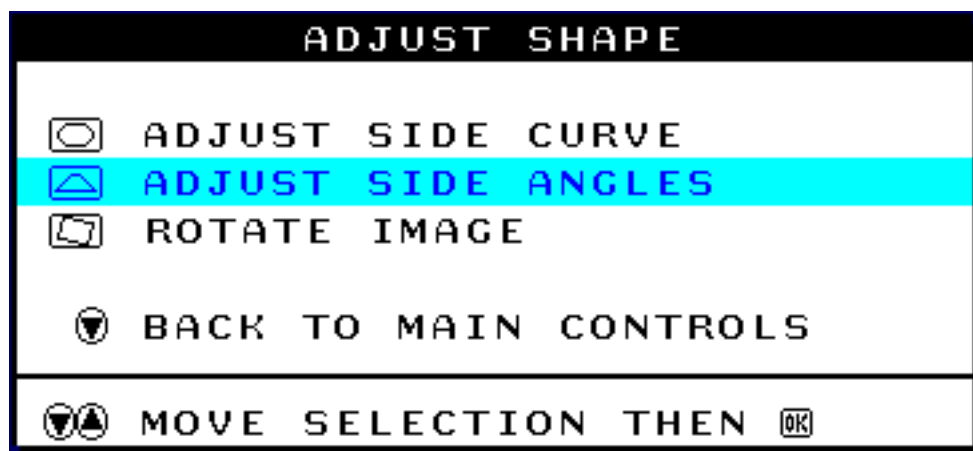 ADJUST SHAPE
ADJUST SIDE CURVE
ADJUST SIDE ANGLES
ROTATE IMAGE
BACK TO MAIN CONTROLS
MOVE SELECTION THEN OK